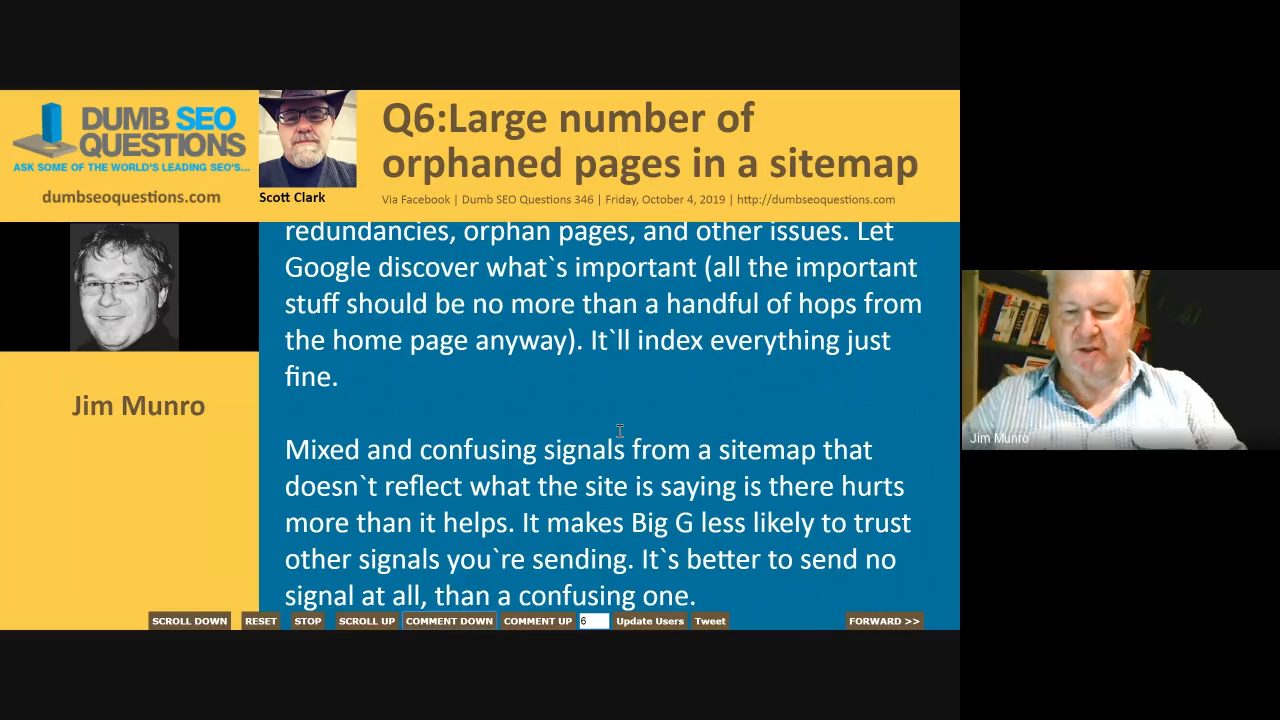 DUMB SEO
QUESTIONS
ASK SOME OF THE WORLD'S LEADING SEO'S...
dumbseoquestions.com
Scott Clark
Q6:Large number of
orphaned pages in a sitemap
Via Facebook | Dumb SEO Questions 346 | Friday, October 4, 2019 | http://dumbseoquestions.com
Jim Munro
redundancies, orphan pages, and other issues. Let
Google discover what`s important (all the important
stuff should be no more than a handful of hops from
the home page anyway). It`ll index everything just
fine.
Mixed and confusing signals from a sitemap that
doesn`t reflect what the site is saying is there hurts
more than it helps. It makes Big G less likely to trust
other signals you`re sending. It`s better to send no
signal at all, than a confusing one.
SCROLL DOWN RESET STOP SCROLL UP COMMENT DOWN COMMENT UP 6 Update Users Tweet FORWARD >>
Jim Munro